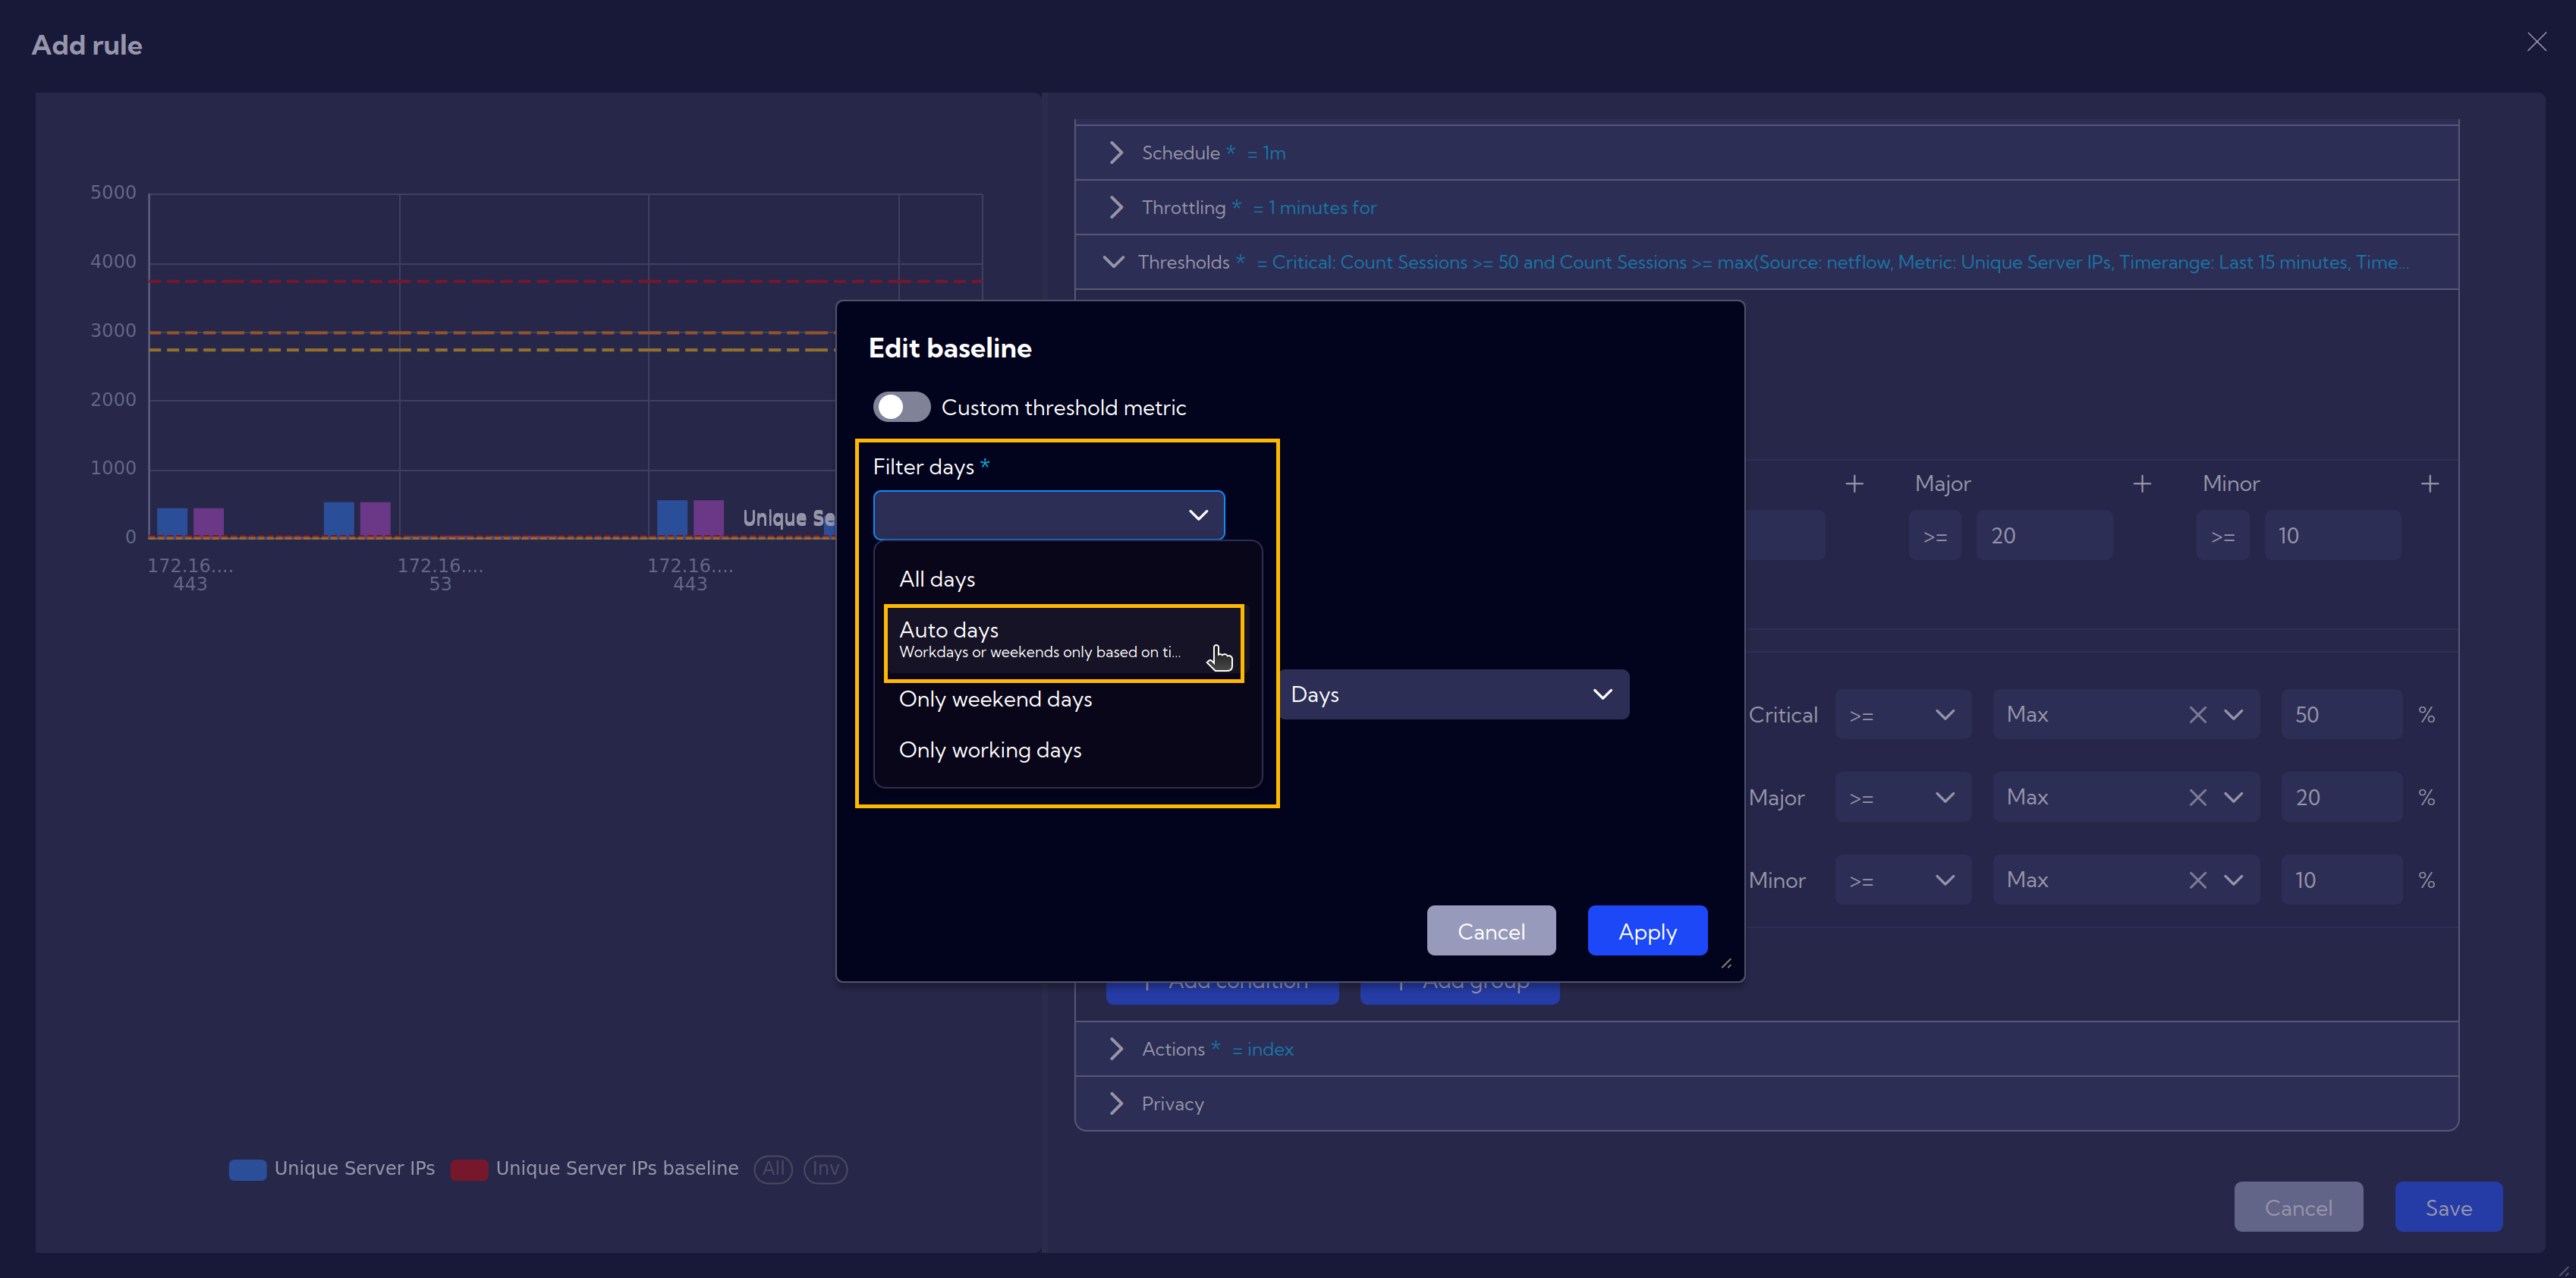 Add rule
Schedule * = 1m
Throttling * = 1 minutes for
Thresholds * = Critical: Count Sessions >= 50 and Count Sessions >= max(Source: netflow, Metric: Unique Server IPs, Timerange: Last 15 minutes, Time...
5000
4000
3000
2000
1000
0
Unique Se
172.16....
443
172.16....
53
172.16....
443
Edit baseline
Custom threshold metric
Filter days *
All days
Auto days
Workdays or weekends only based on ti...
Only weekend days
Only working days
Days
Cancel
Apply
+ Major + Minor +
>= 20 >= 10
Critical >= Max 50 %
Major >= Max 20 %
Minor >= Max 10 %
+ Add condition + Add group
Actions * = index
Privacy
Unique Server IPs Unique Server IPs baseline All Inv
Cancel Save